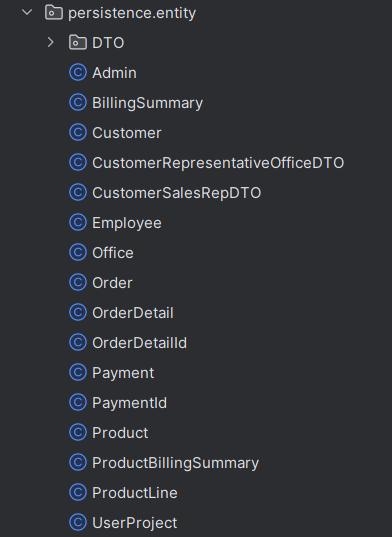 persistence.entity
DTO
Admin
BillingSummary
Customer
CustomerRepresentativeOfficeDTO
CustomerSalesRepDTO
Employee
Office
Order
OrderDetail
OrderDetailId
Payment
PaymentId
Product
ProductBillingSummary
ProductLine
UserProject